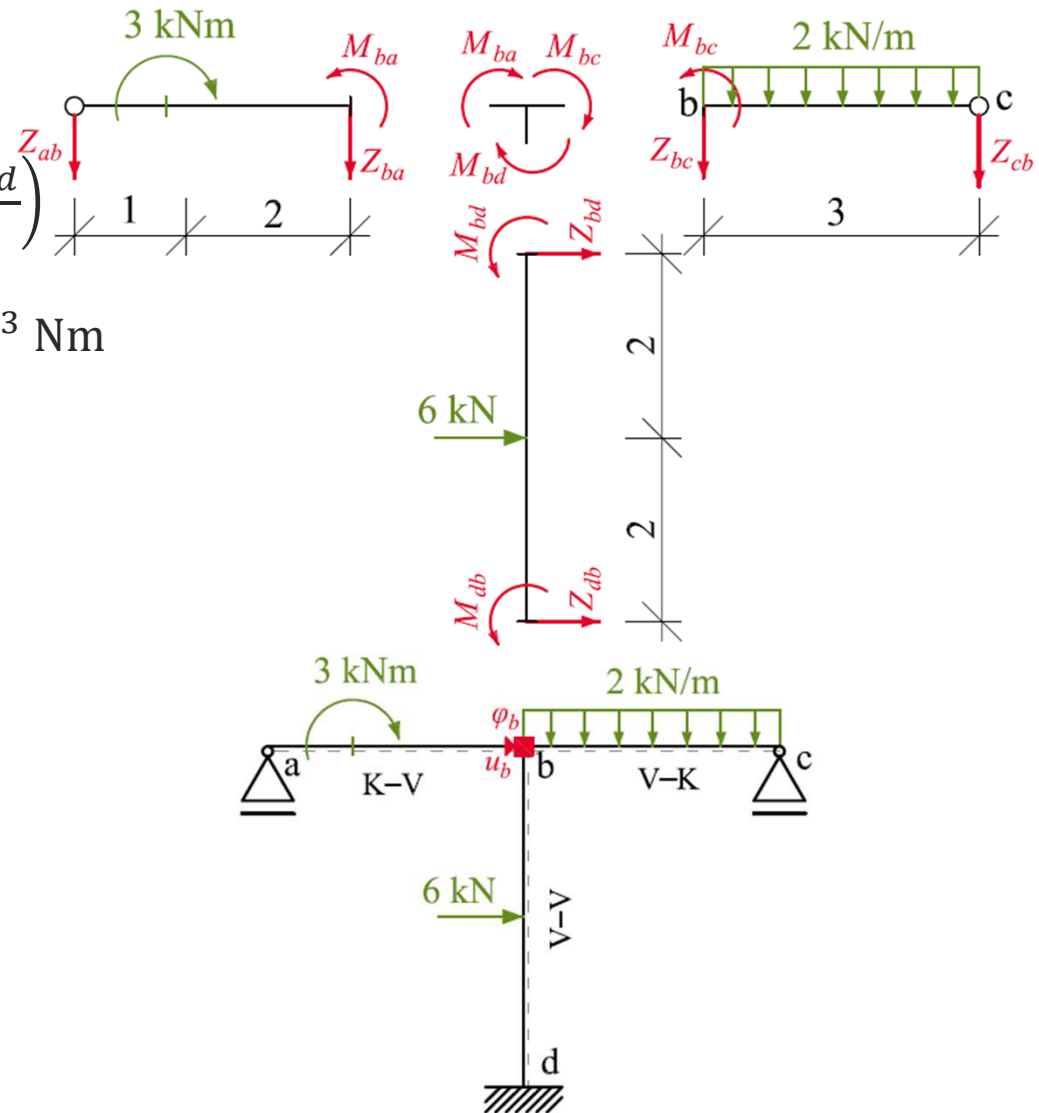 3 kNm
M_ba
M_ba M_bc
M_bc
2 kN/m
b
c
Z_ab
Z_ba
M_bd
Z_bc
Z_cb
d
)
1
2
3
M_bd
Z_bd
³ Nm
2
6 kN
2
M_db
Z_db
3 kNm
2 kN/m
φ_b
u_b
a
b
c
K–V
V–K
6 kN
V–V
d